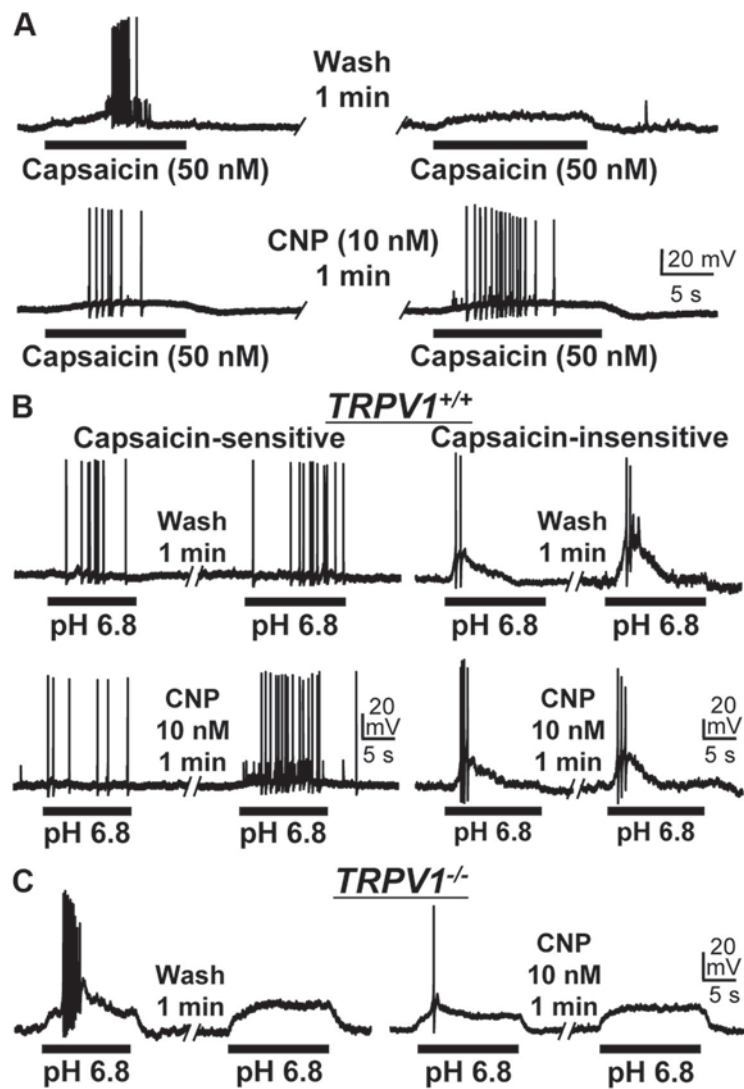 A
Wash
1 min
Capsaicin (50 nM)
Capsaicin (50 nM)
CNP (10 nM)
1 min
20 mV
5 s
Capsaicin (50 nM)
Capsaicin (50 nM)
B
TRPV1+/+
Capsaicin-sensitive
Capsaicin-insensitive
Wash
1 min
Wash
1 min
pH 6.8
pH 6.8
pH 6.8
pH 6.8
CNP
10 nM
1 min
20
mV
5 s
CNP
10 nM
1 min
20
mV
5 s
pH 6.8
pH 6.8
pH 6.8
pH 6.8
C
TRPV1-/-
Wash
1 min
CNP
10 nM
1 min
20
mV
5 s
pH 6.8
pH 6.8
pH 6.8
pH 6.8